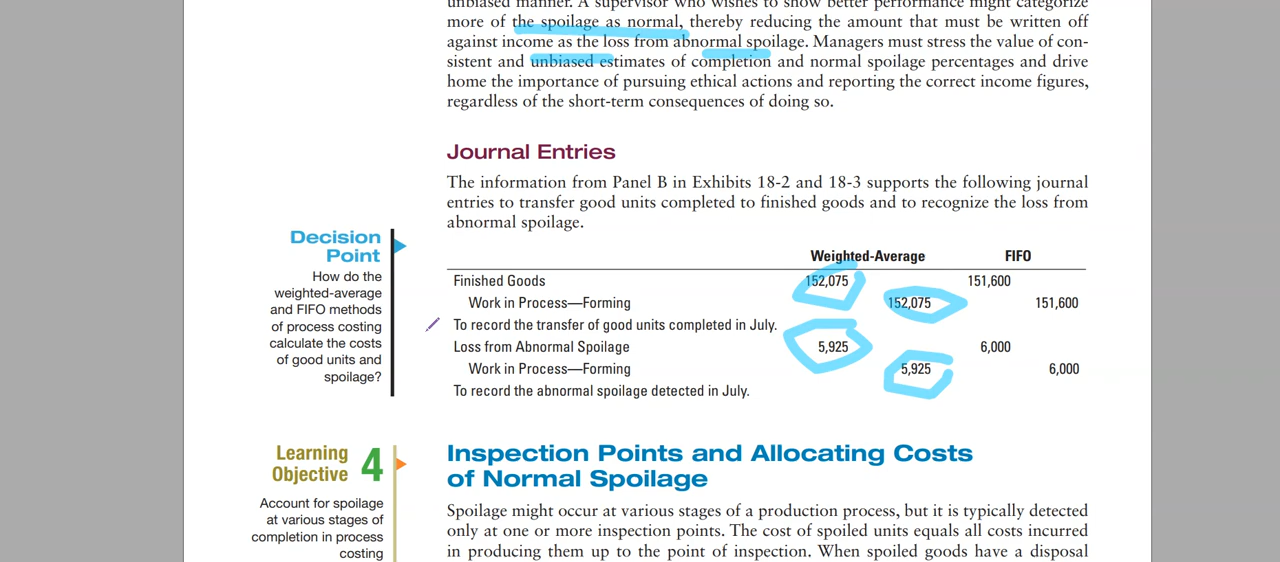 unbiased manner. A supervisor who wishes to show better performance might categorize
more of the spoilage as normal, thereby reducing the amount that must be written off
against income as the loss from abnormal spoilage. Managers must stress the value of con-
sistent and unbiased estimates of completion and normal spoilage percentages and drive
home the importance of pursuing ethical actions and reporting the correct income figures,
regardless of the short-term consequences of doing so.
Journal Entries
The information from Panel B in Exhibits 18-2 and 18-3 supports the following journal
entries to transfer good units completed to finished goods and to recognize the loss from
abnormal spoilage.
Decision
Point
How do the
weighted-average
and FIFO methods
of process costing
calculate the costs
of good units and
spoilage?
Weighted-Average FIFO
Finished Goods 152,075 151,600
Work in Process—Forming 152,075 151,600
To record the transfer of good units completed in July.
Loss from Abnormal Spoilage 5,925 6,000
Work in Process—Forming 5,925 6,000
To record the abnormal spoilage detected in July.
Learning
Objective 4
Account for spoilage
at various stages of
completion in process
costing
Inspection Points and Allocating Costs
of Normal Spoilage
Spoilage might occur at various stages of a production process, but it is typically detected
only at one or more inspection points. The cost of spoiled units equals all costs incurred
in producing them up to the point of inspection. When spoiled goods have a disposal